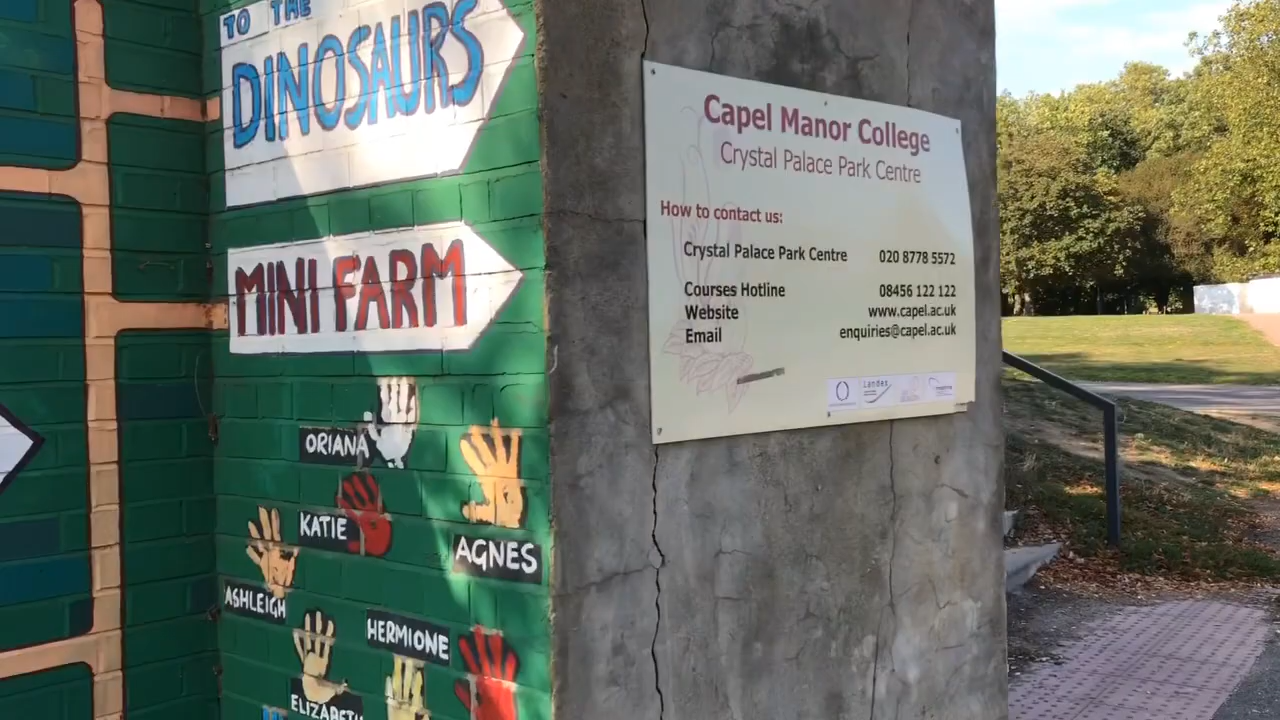 TO THE
DINOSAURS
MINI FARM
ORIANA
KATIE
AGNES
ASHLEIGH
HERMIONE
ELIZABETH
Capel Manor College
Crystal Palace Park Centre
How to contact us:
Crystal Palace Park Centre 020 8778 5572
Courses Hotline 08456 122 122
Website www.capel.ac.uk
Email enquiries@capel.ac.uk
Landex